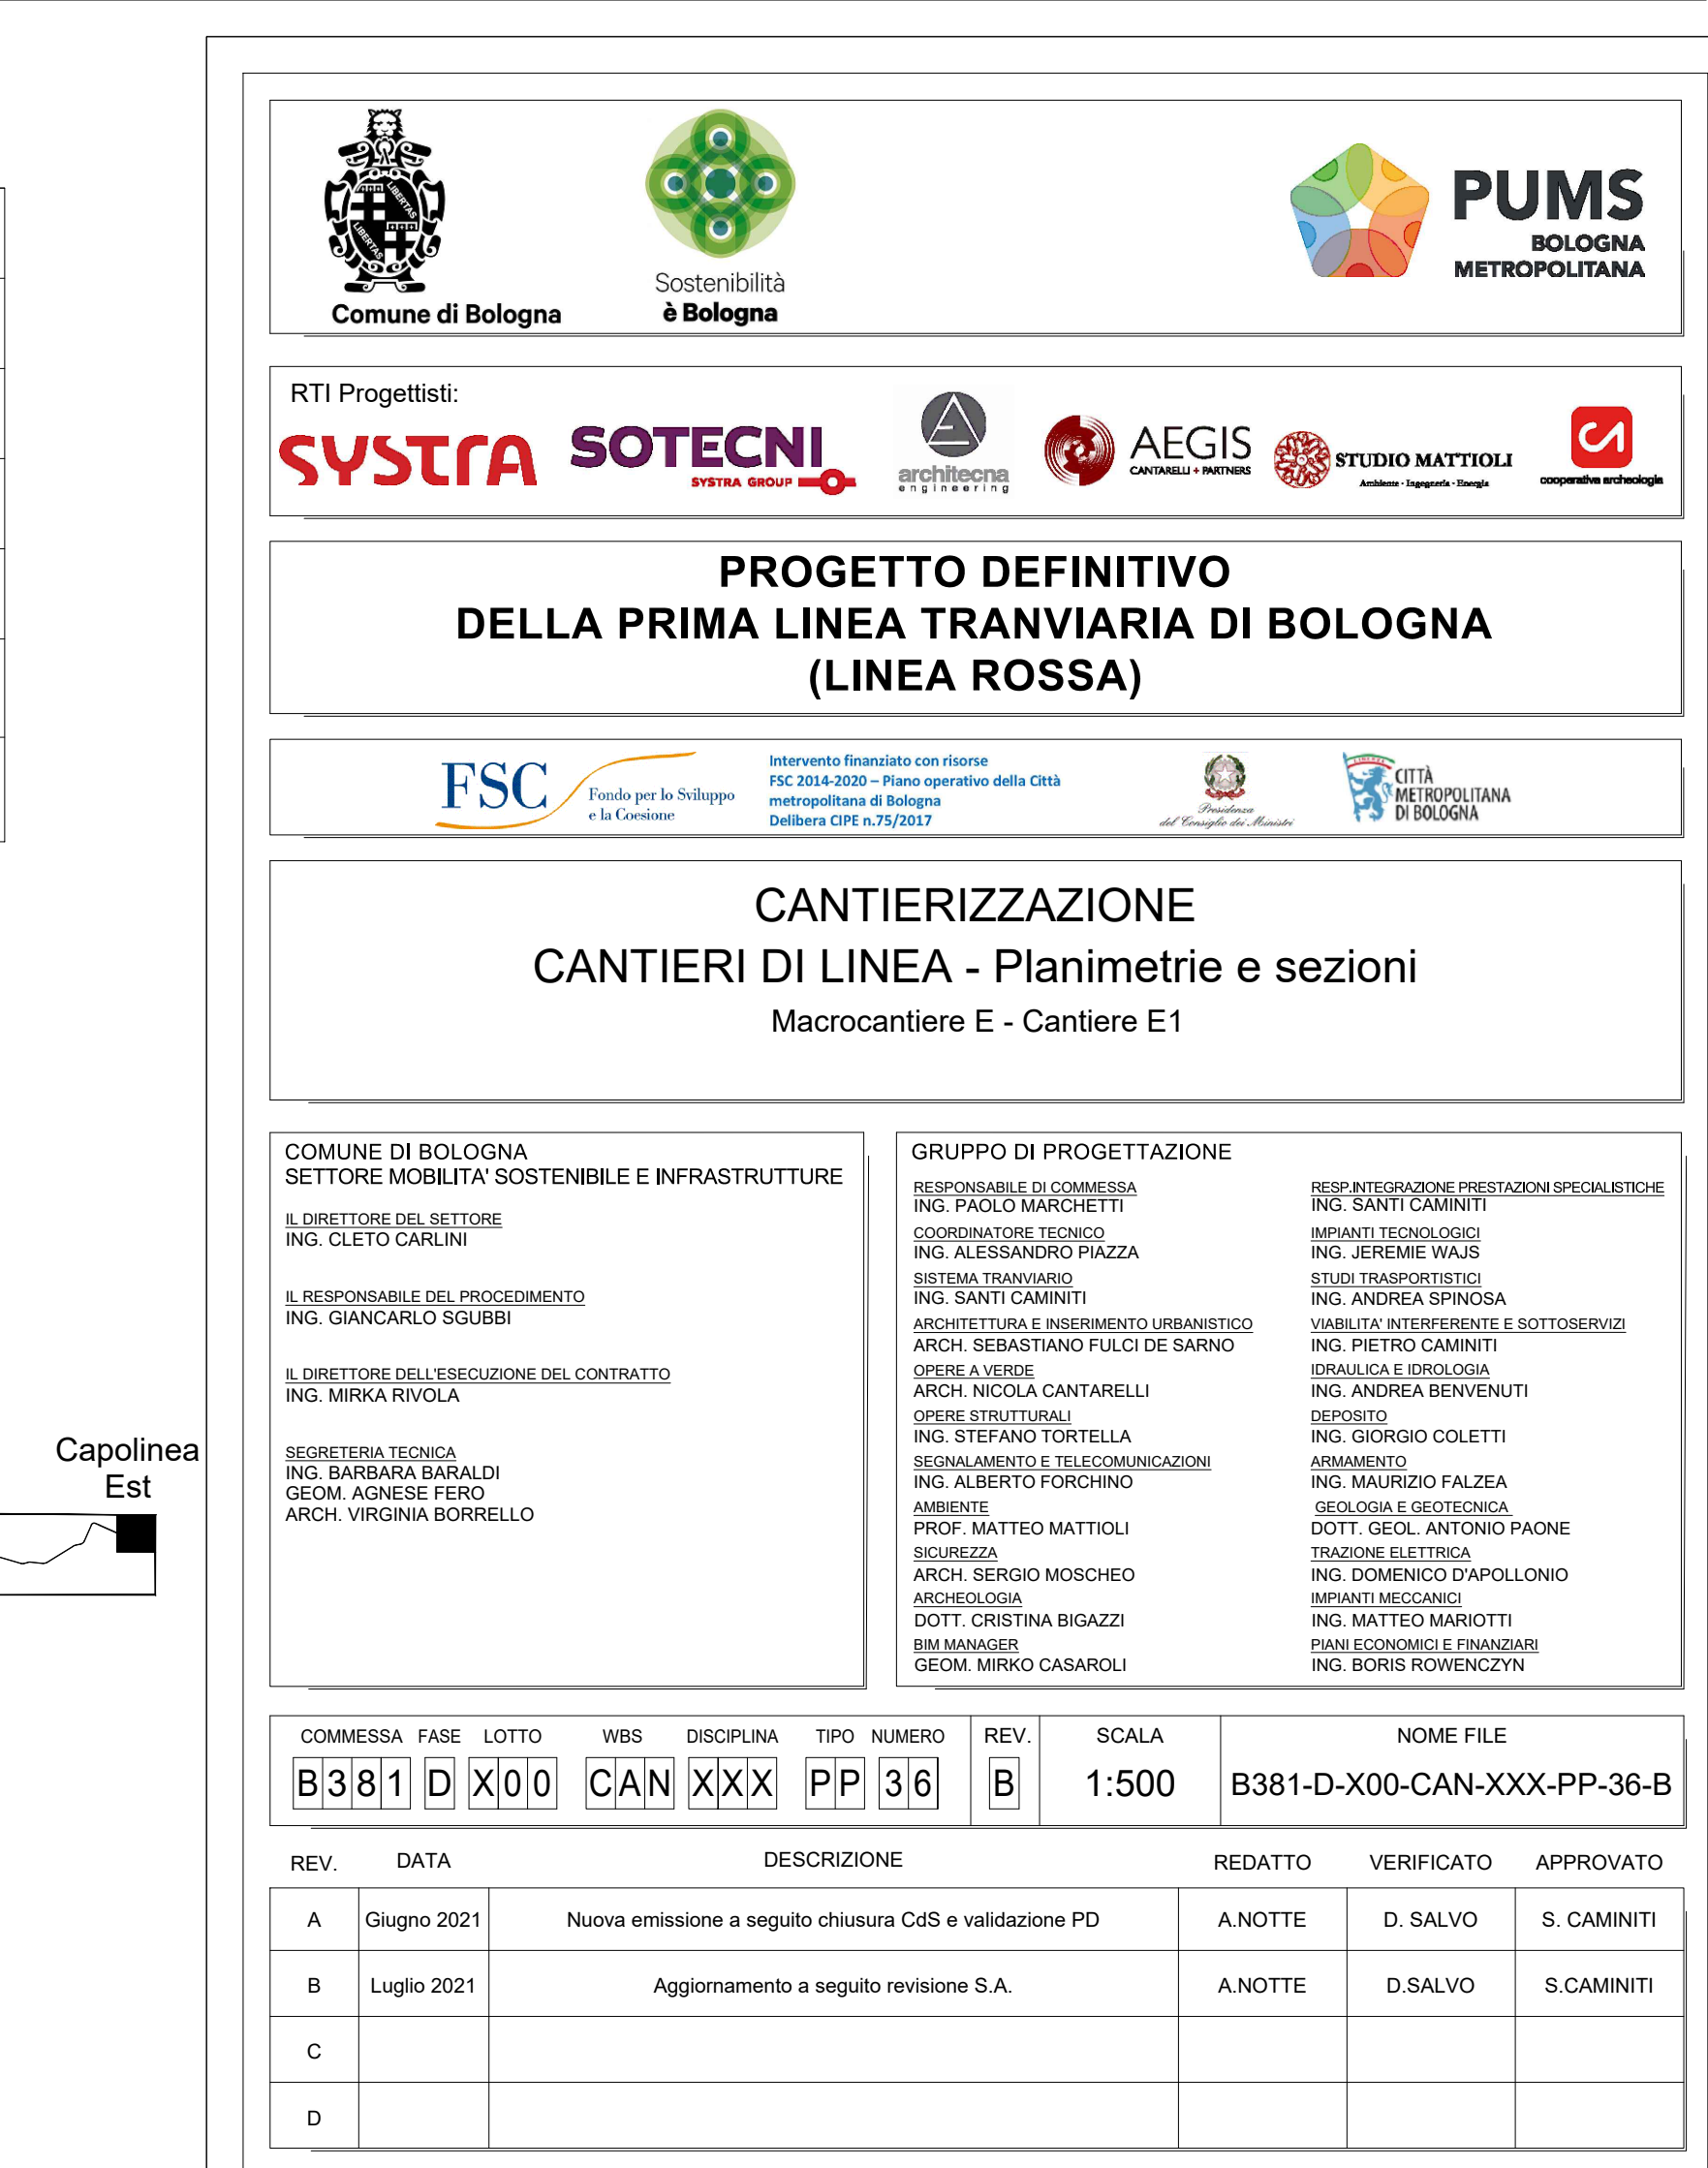 LIBERTAS
LIBERTAS
Comune di Bologna
Sostenibilità
è Bologna
PUMS
BOLOGNA
METROPOLITANA
RTI Progettisti:
SYSTRA
SOTECNI
SYSTRA GROUP
architecna
engineering
AEGIS
CANTARELLI + PARTNERS
STUDIO MATTIOLI
Ambiente - Ingegneria - Energia
cooperativa archeologia
PROGETTO DEFINITIVO
DELLA PRIMA LINEA TRANVIARIA DI BOLOGNA
(LINEA ROSSA)
FSC
Fondo per lo Sviluppo
e la Coesione
Intervento finanziato con risorse
FSC 2014-2020 – Piano operativo della Città
metropolitana di Bologna
Delibera CIPE n.75/2017
Presidenza
del Consiglio dei Ministri
CITTÀ
METROPOLITANA
DI BOLOGNA
CANTIERIZZAZIONE
CANTIERI DI LINEA - Planimetrie e sezioni
Macrocantiere E - Cantiere E1
COMUNE DI BOLOGNA
SETTORE MOBILITA' SOSTENIBILE E INFRASTRUTTURE
IL DIRETTORE DEL SETTORE
ING. CLETO CARLINI
IL RESPONSABILE DEL PROCEDIMENTO
ING. GIANCARLO SGUBBI
IL DIRETTORE DELL'ESECUZIONE DEL CONTRATTO
ING. MIRKA RIVOLA
SEGRETERIA TECNICA
ING. BARBARA BARALDI
GEOM. AGNESE FERO
ARCH. VIRGINIA BORRELLO
GRUPPO DI PROGETTAZIONE
RESPONSABILE DI COMMESSA
ING. PAOLO MARCHETTI
COORDINATORE TECNICO
ING. ALESSANDRO PIAZZA
SISTEMA TRANVIARIO
ING. SANTI CAMINITI
ARCHITETTURA E INSERIMENTO URBANISTICO
ARCH. SEBASTIANO FULCI DE SARNO
OPERE A VERDE
ARCH. NICOLA CANTARELLI
OPERE STRUTTURALI
ING. STEFANO TORTELLA
SEGNALAMENTO E TELECOMUNICAZIONI
ING. ALBERTO FORCHINO
AMBIENTE
PROF. MATTEO MATTIOLI
SICUREZZA
ARCH. SERGIO MOSCHEO
ARCHEOLOGIA
DOTT. CRISTINA BIGAZZI
BIM MANAGER
GEOM. MIRKO CASAROLI
RESP.INTEGRAZIONE PRESTAZIONI SPECIALISTICHE
ING. SANTI CAMINITI
IMPIANTI TECNOLOGICI
ING. JEREMIE WAJS
STUDI TRASPORTISTICI
ING. ANDREA SPINOSA
VIABILITA' INTERFERENTE E SOTTOSERVIZI
ING. PIETRO CAMINITI
IDRAULICA E IDROLOGIA
ING. ANDREA BENVENUTI
DEPOSITO
ING. GIORGIO COLETTI
ARMAMENTO
ING. MAURIZIO FALZEA
GEOLOGIA E GEOTECNICA
DOTT. GEOL. ANTONIO PAONE
TRAZIONE ELETTRICA
ING. DOMENICO D'APOLLONIO
IMPIANTI MECCANICI
ING. MATTEO MARIOTTI
PIANI ECONOMICI E FINANZIARI
ING. BORIS ROWENCZYN
Capolinea
Est
COMMESSA FASE LOTTO WBS DISCIPLINA TIPO NUMERO REV. SCALA NOME FILE
B381 D X00 CAN XXX PP 36 B 1:500 B381-D-X00-CAN-XXX-PP-36-B
REV. DATA DESCRIZIONE REDATTO VERIFICATO APPROVATO
A Giugno 2021 Nuova emissione a seguito chiusura CdS e validazione PD A.NOTTE D. SALVO S. CAMINITI
B Luglio 2021 Aggiornamento a seguito revisione S.A. A.NOTTE D.SALVO S.CAMINITI
C
D